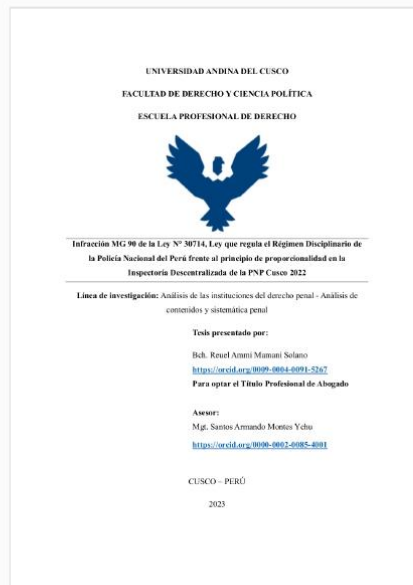 UNIVERSIDAD ANDINA DEL CUSCO
FACULTAD DE DERECHO Y CIENCIA POLÍTICA
ESCUELA PROFESIONAL DE DERECHO
Infracción MG 90 de la Ley N° 30714, Ley que regula el Régimen Disciplinario de
la Policía Nacional del Perú frente al principio de proporcionalidad en la
Inspectoría Descentralizada de la PNP Cusco 2022
Línea de investigación: Análisis de las instituciones del derecho penal - Análisis de
contenidos y sistemática penal
Tesis presentado por:
Bch. Reuel Ammi Mamani Solano
https://orcid.org/0009-0004-0091-5267
Para optar el Título Profesional de Abogado
Asesor:
Mgt. Santos Armando Montes Ychu
https://orcid.org/0000-0002-0085-4001
CUSCO – PERÚ
2023